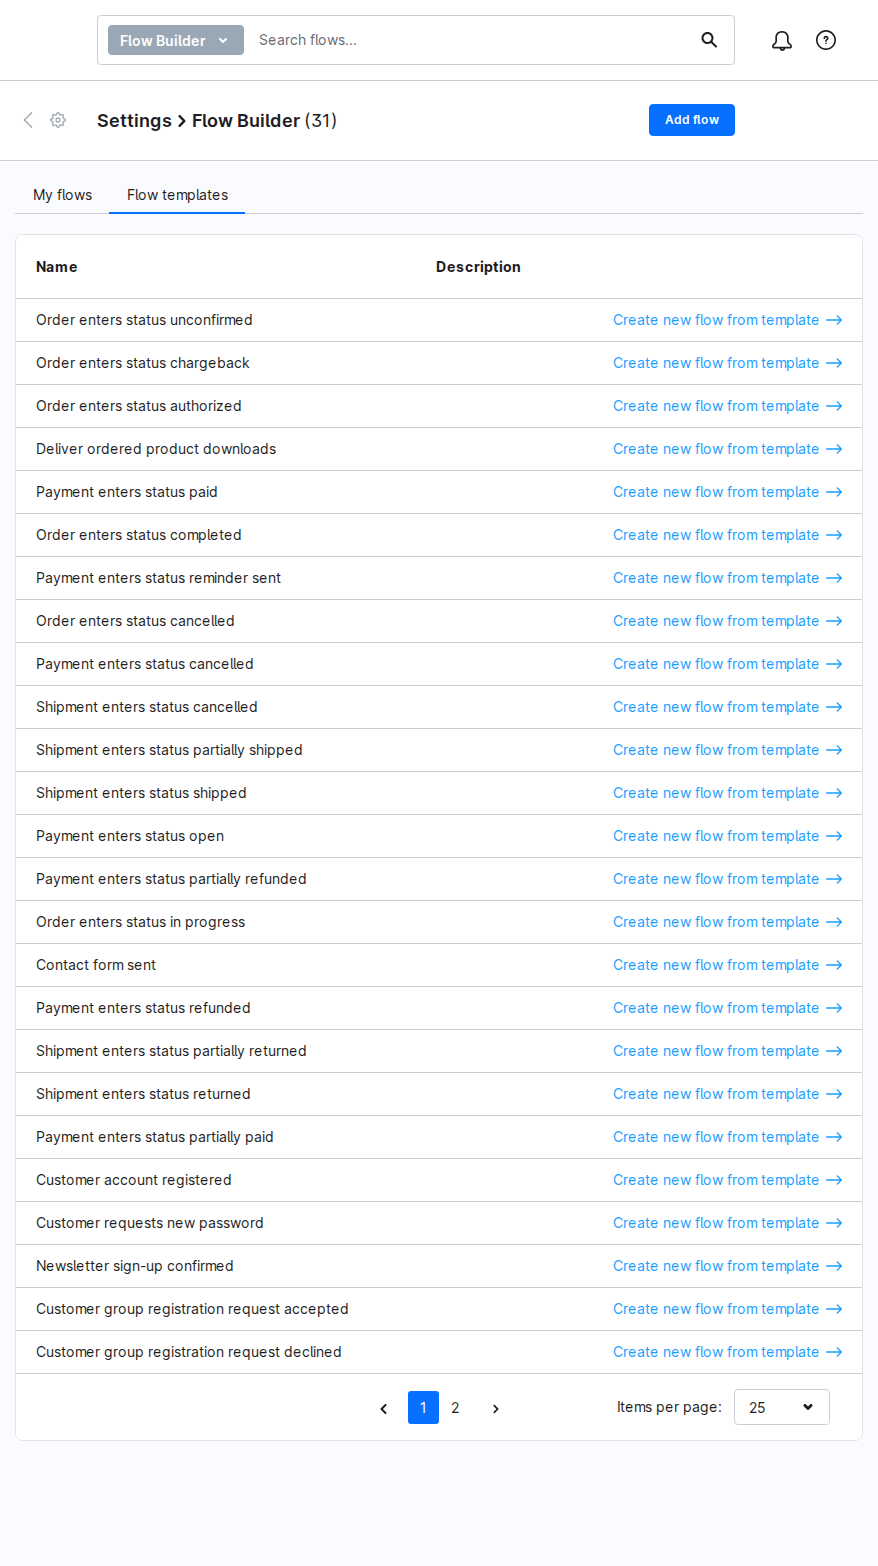 Flow Builder Search flows...
Settings > Flow Builder (31) Add flow
My flows Flow templates
Name Description
Order enters status unconfirmed Create new flow from template
Order enters status chargeback Create new flow from template
Order enters status authorized Create new flow from template
Deliver ordered product downloads Create new flow from template
Payment enters status paid Create new flow from template
Order enters status completed Create new flow from template
Payment enters status reminder sent Create new flow from template
Order enters status cancelled Create new flow from template
Payment enters status cancelled Create new flow from template
Shipment enters status cancelled Create new flow from template
Shipment enters status partially shipped Create new flow from template
Shipment enters status shipped Create new flow from template
Payment enters status open Create new flow from template
Payment enters status partially refunded Create new flow from template
Order enters status in progress Create new flow from template
Contact form sent Create new flow from template
Payment enters status refunded Create new flow from template
Shipment enters status partially returned Create new flow from template
Shipment enters status returned Create new flow from template
Payment enters status partially paid Create new flow from template
Customer account registered Create new flow from template
Customer requests new password Create new flow from template
Newsletter sign-up confirmed Create new flow from template
Customer group registration request accepted Create new flow from template
Customer group registration request declined Create new flow from template
1 2 Items per page: 25